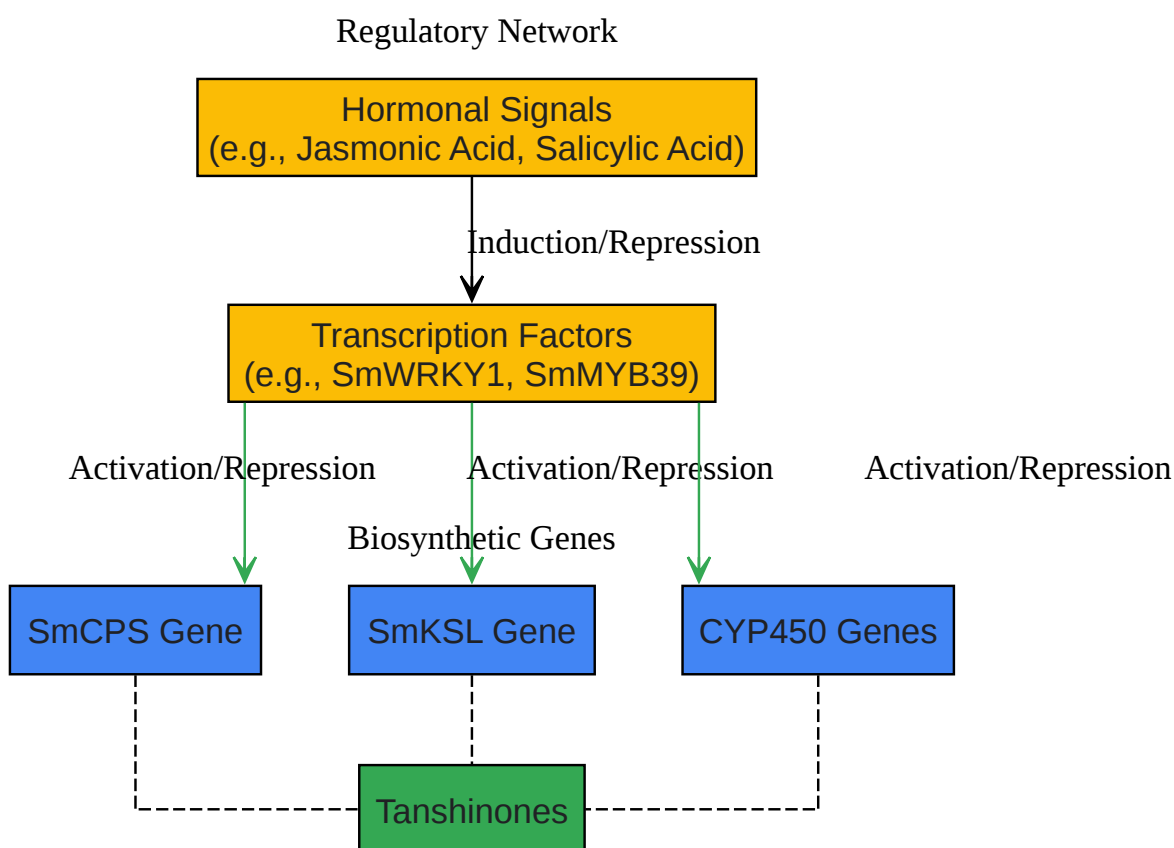 Regulatory Network
Hormonal Signals
(e.g., Jasmonic Acid, Salicylic Acid)
Induction/Repression
Transcription Factors
(e.g., SmWRKY1, SmMYB39)
Activation/Repression
Activation/Repression
Activation/Repression
Biosynthetic Genes
SmCPS Gene
SmKSL Gene
CYP450 Genes
Tanshinones